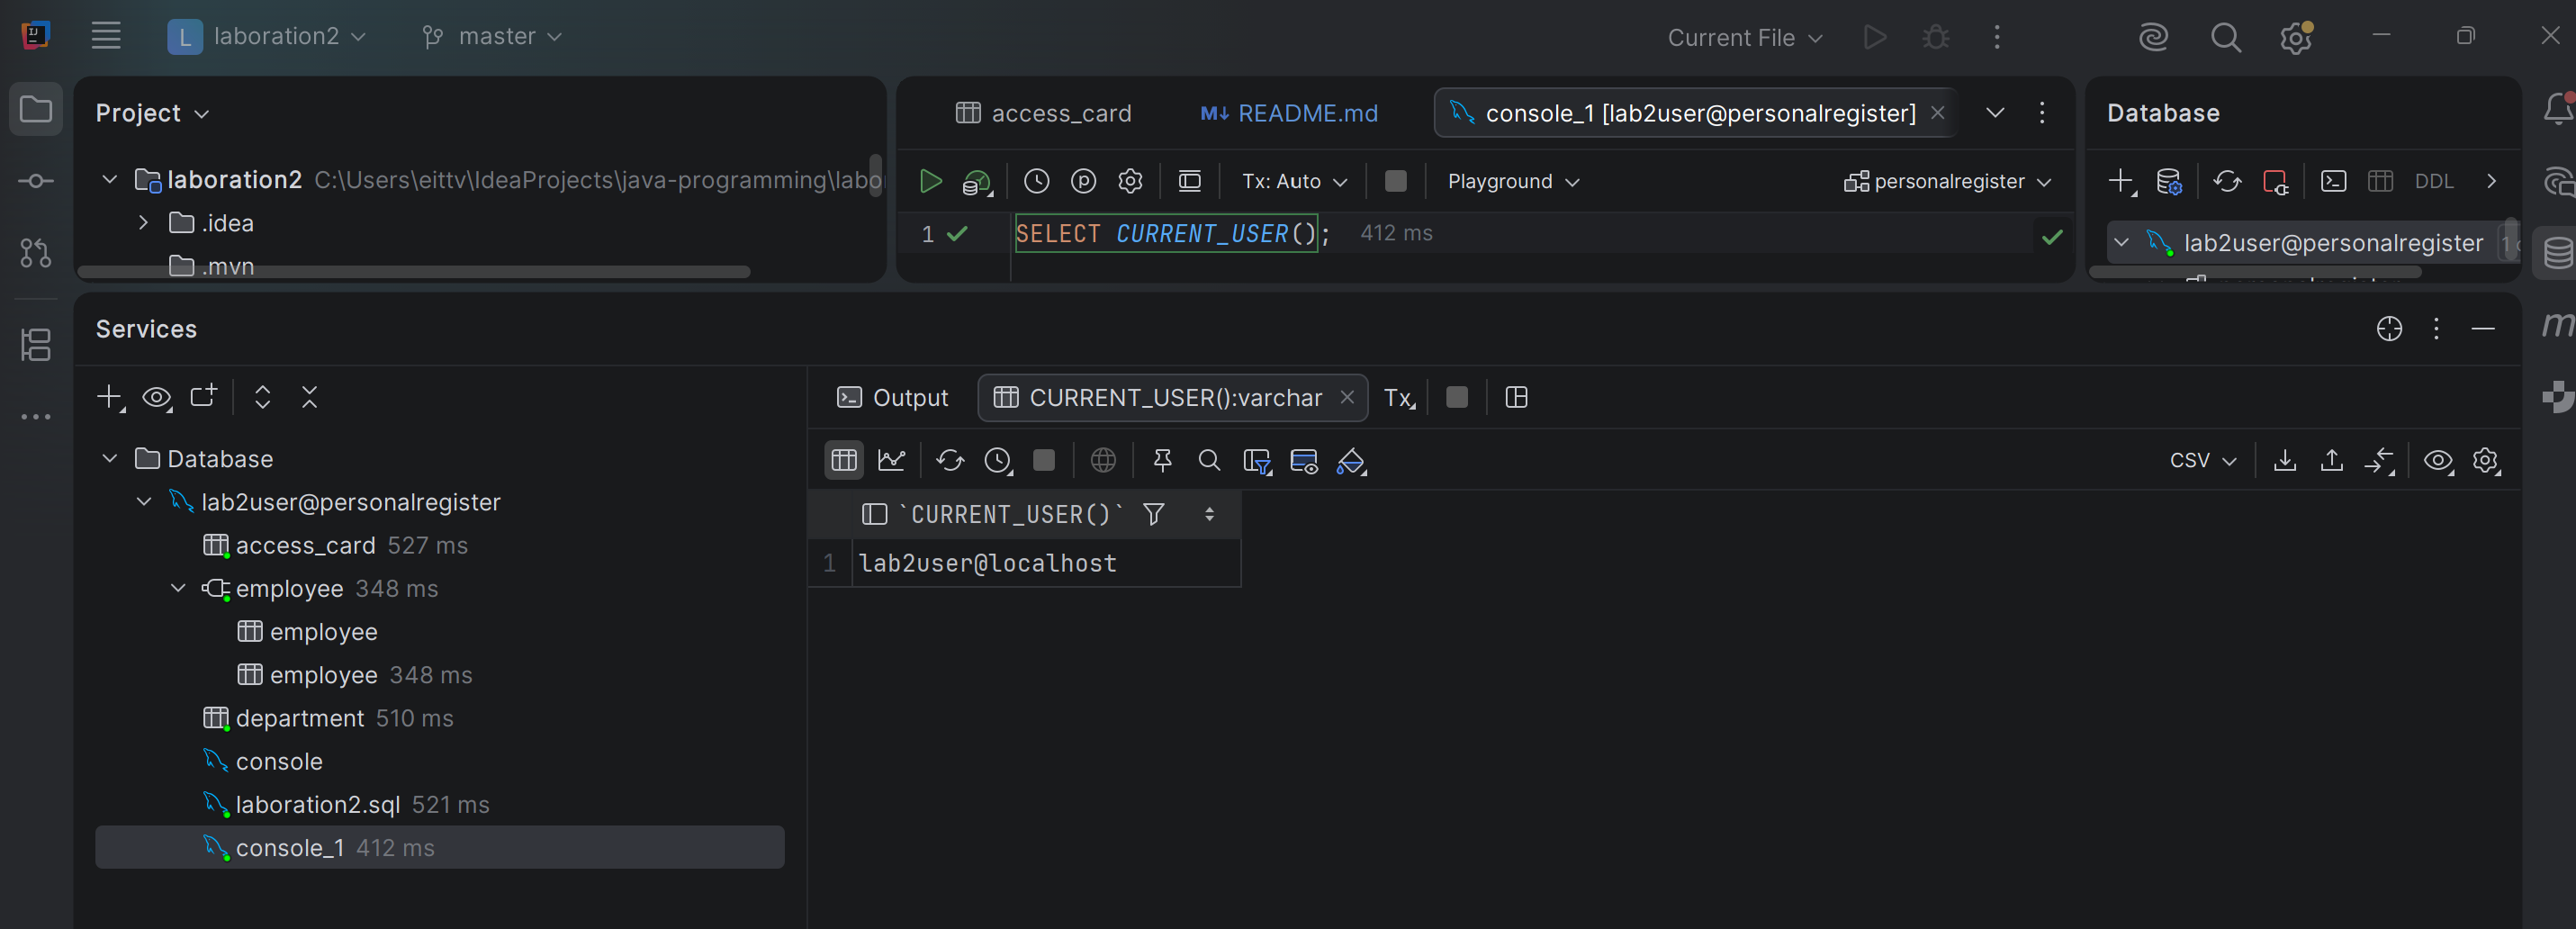 L laboration2 master Current File
Project
laboration2 C:\Users\eittv\IdeaProjects\java-programming\labo
.idea
.mvn
access_card README.md console_1 [lab2user@personalregister]
Tx: Auto Playground personalregister
1 SELECT CURRENT_USER(); 412 ms
Database
DDL
lab2user@personalregister
Services
Database
lab2user@personalregister
access_card 527 ms
employee 348 ms
employee
employee 348 ms
department 510 ms
console
laboration2.sql 521 ms
console_1 412 ms
Output CURRENT_USER():varchar Tx
CSV
`CURRENT_USER()`
1 lab2user@localhost